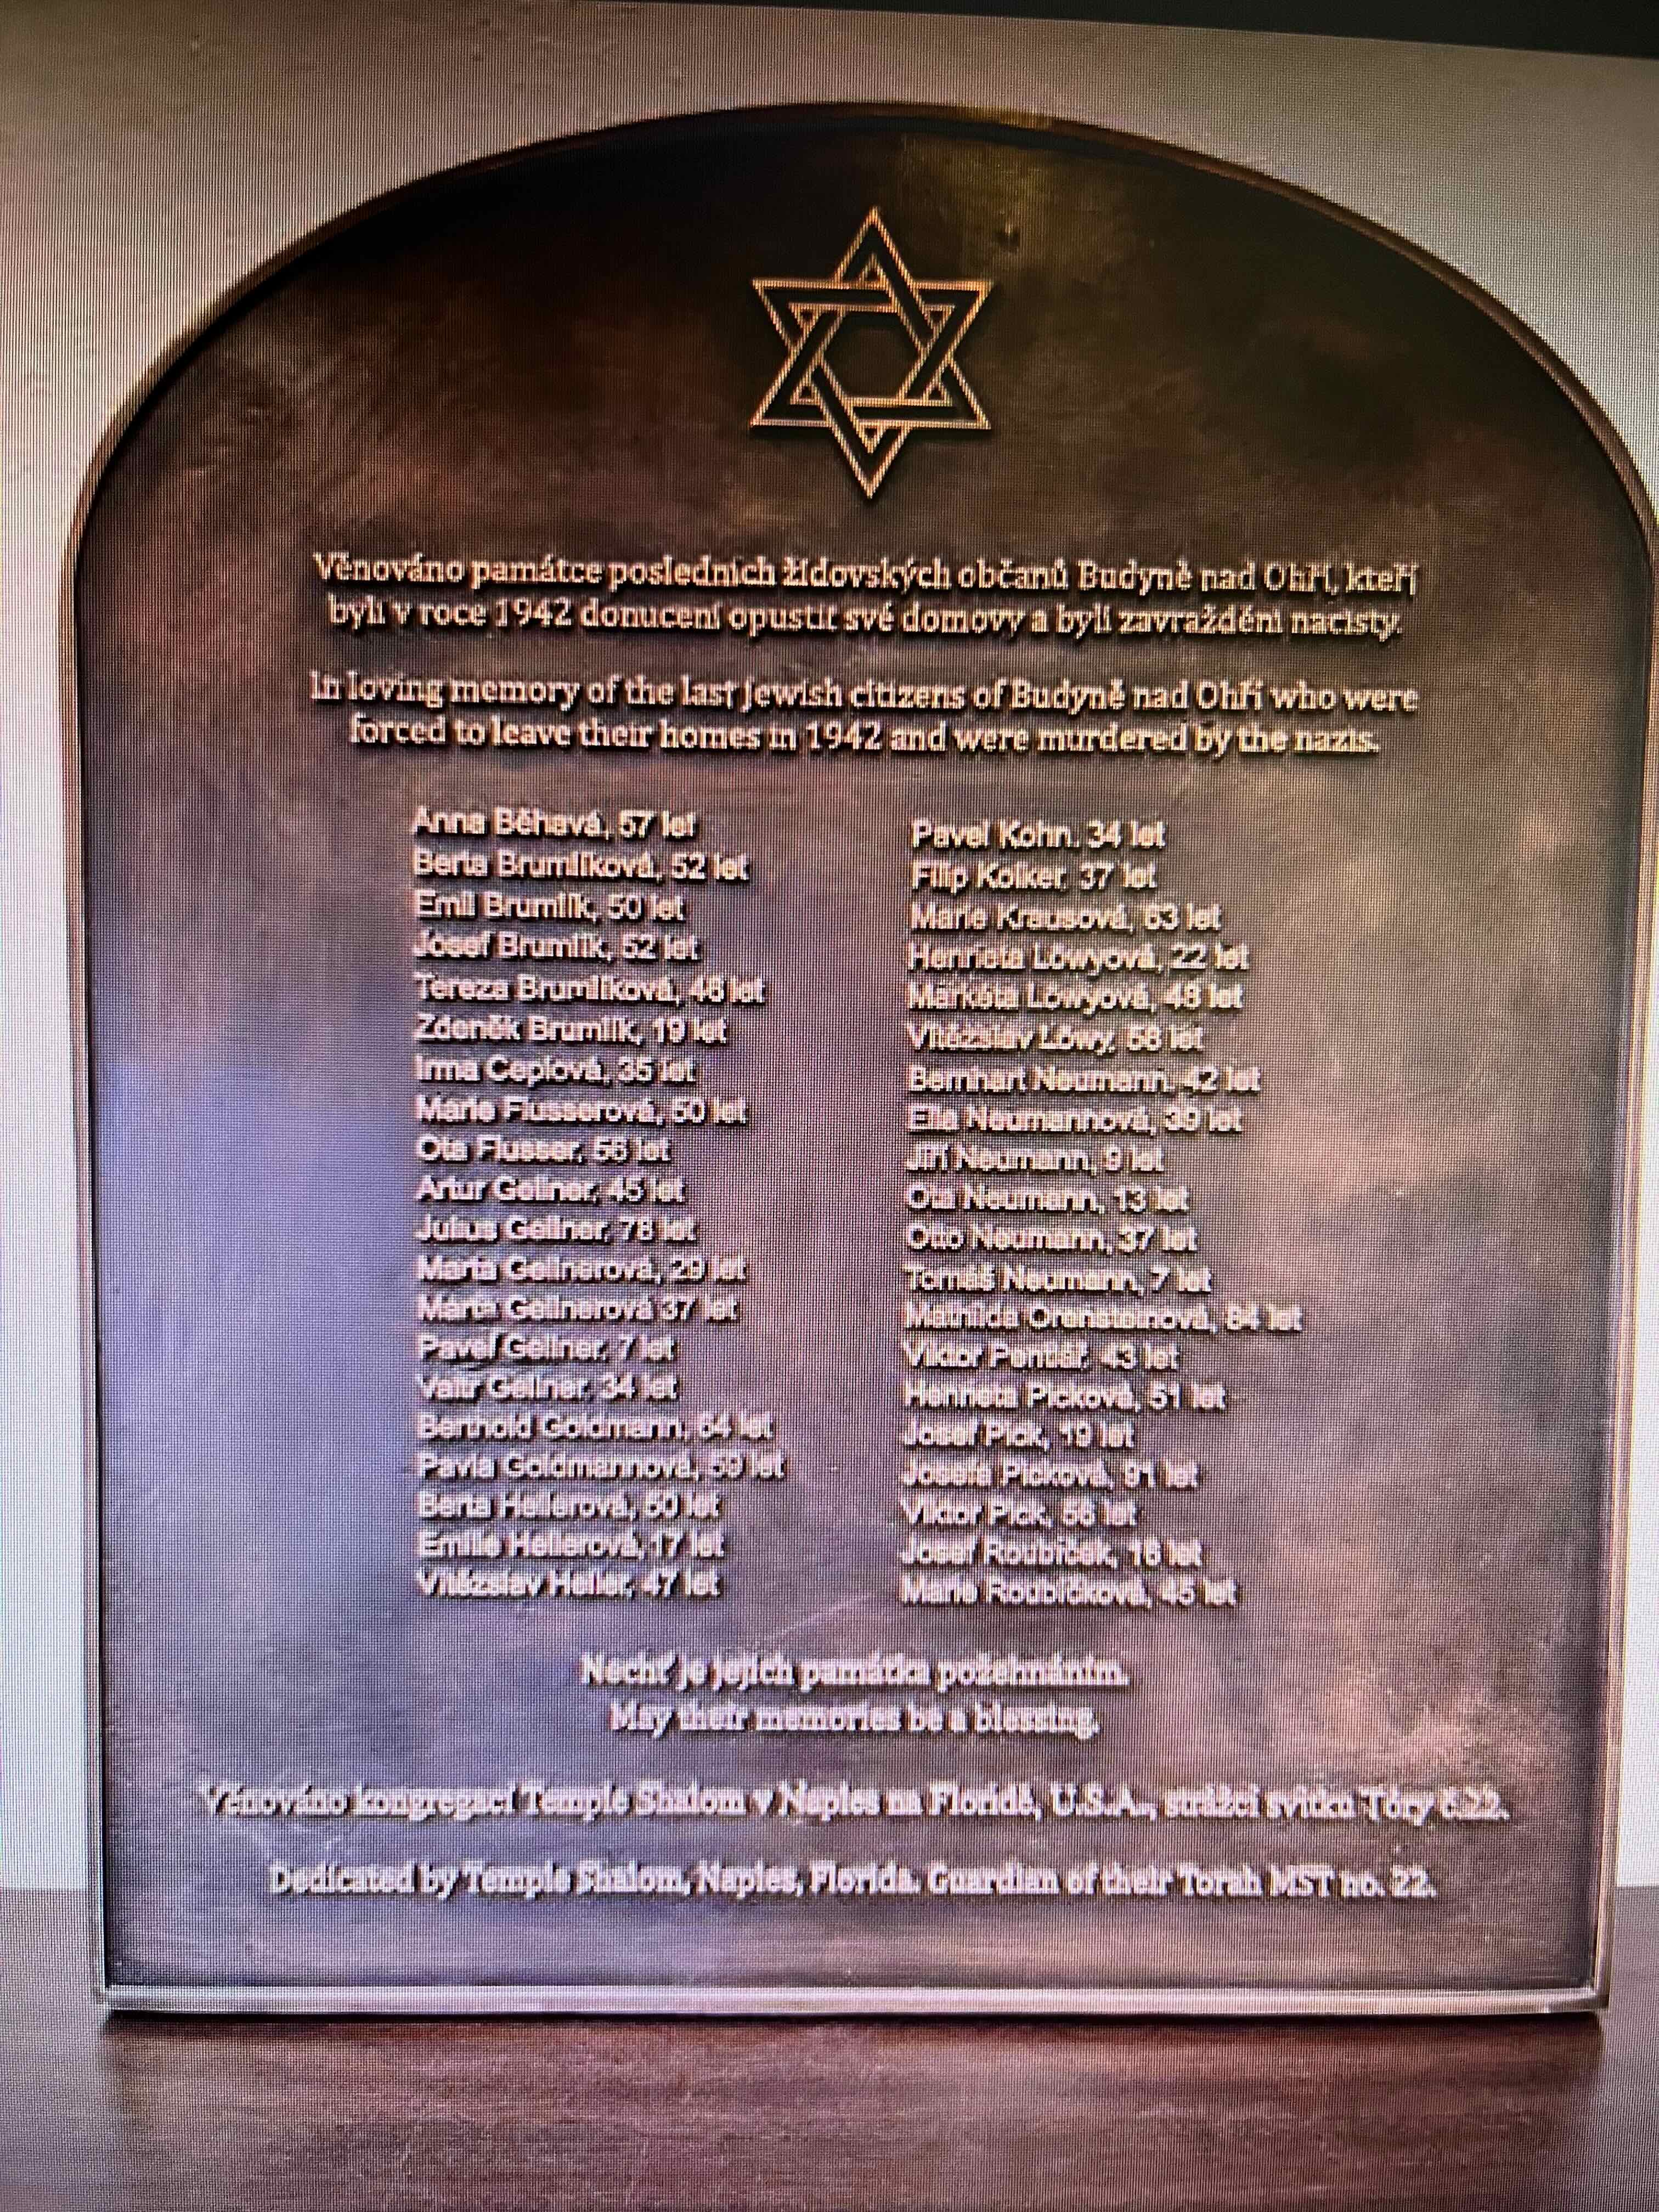 Věnováno památce posledních židovských občanů Budyně nad Ohří, kteří
byli v roce 1942 donuceni opustit své domovy a byli zavražděni nacisty.
In loving memory of the last Jewish citizens of Budyně nad Ohří who were
forced to leave their homes in 1942 and were murdered by the nazis.
Anna Běhavá, 57 let
Berta Brumlíková, 52 let
Emil Brumlík, 50 let
Josef Brumlík, 52 let
Tereza Brumlíková, 48 let
Zdeněk Brumlík, 19 let
Irma Ceplová, 35 let
Marie Flusserová, 50 let
Ota Flusser, 56 let
Artur Gellner, 45 let
Julius Gellner, 78 let
Marta Gellnerová, 29 let
Marta Gellnerová 37 let
Pavel Gellner, 7 let
Gellner, 34 let
Berthold Goldmann, 64 let
Pavla Goldmannová, 59 let
Berta Hellerová, let
Emilie Hellerová, 17 let
Vítězslav Heller, 47 let
Pavel Kohn. 34 let
Filip Kolker, 37 let
Marie Krausová, 63 let
Henrieta Löwyová, 22 let
Markéta Löwyová, 48 let
Vítězslav Löwy, 58 let
Bernhart Neumann, 42 let
Ella Neumannová, 39 let
Jiří Neumann, 9 let
Ota Neumann, 13 let
Otto Neumann, 37 let
Tomáš Neumann, 7 let
Mathilda Orensteinová, 84 let
Viktor 43 let
Henrieta Picková, 51 let
Josef Pick, 19 let
Josefa Picková, 91 let
Viktor Pick, 56 let
Josef Roubíček, let
Marie Roubíčková, 45 let
Nechť je jejich památka požehnáním.
May their memories be a blessing.
Věnováno kongregací Temple Shalom v Naples na Floridě, U.S.A., strážci svitku Tóry č.22.
Dedicated by Temple Shalom, Naples, Florida. Guardian of their Torah MST no. 22.